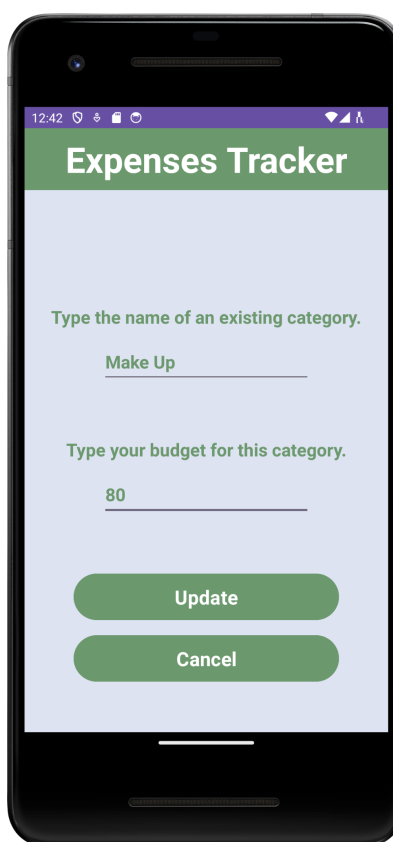 12:42
Expenses Tracker
Type the name of an existing category.
Make Up
Type your budget for this category.
80
Update
Cancel